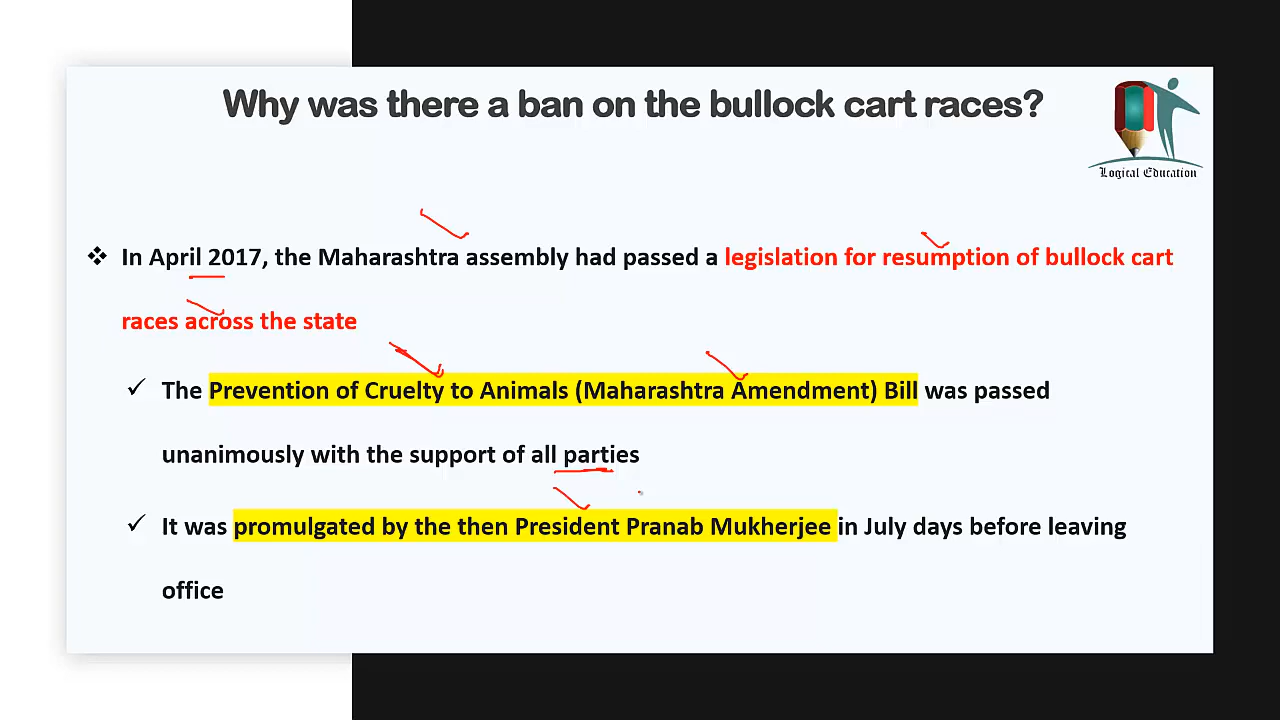 Why was there a ban on the bullock cart races?
Logical Education
❖ In April 2017, the Maharashtra assembly had passed a legislation for resumption of bullock cart
races across the state
✓ The Prevention of Cruelty to Animals (Maharashtra Amendment) Bill was passed
unanimously with the support of all parties
✓ It was promulgated by the then President Pranab Mukherjee in July days before leaving
office